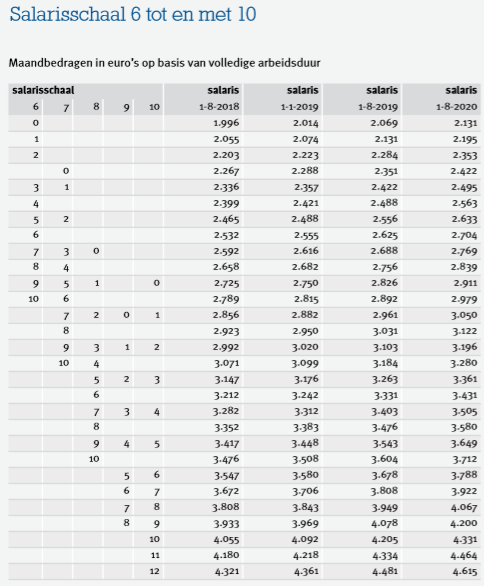 Salarisschaal 6 tot en met 10
Maandbedragen in euro's op basis van volledige arbeidsduur
salarisschaal salaris salaris salaris salaris
6 7 8 9 10 1-8-2018 1-1-2019 1-8-2019 1-8-2020
0 1.996 2.014 2.069 2.131
1 2.055 2.074 2.131 2.195
2 2.203 2.223 2.284 2.353
0 2.267 2.288 2.351 2.422
3 1 2.336 2.357 2.422 2.495
4 2.399 2.421 2.488 2.563
5 2 2.465 2.488 2.556 2.633
6 2.532 2.555 2.625 2.704
7 3 0 2.592 2.616 2.688 2.769
8 4 2.658 2.682 2.756 2.839
9 5 1 0 2.725 2.750 2.826 2.911
10 6 2.789 2.815 2.892 2.979
7 2 0 1 2.856 2.882 2.961 3.050
8 2.923 2.950 3.031 3.122
9 3 1 2 2.992 3.020 3.103 3.196
10 4 3.071 3.099 3.184 3.280
5 2 3 3.147 3.176 3.263 3.361
6 3.212 3.242 3.331 3.431
7 3 4 3.282 3.312 3.403 3.505
8 3.352 3.383 3.476 3.580
9 4 5 3.417 3.448 3.543 3.649
10 3.476 3.508 3.604 3.712
5 6 3.547 3.580 3.678 3.788
6 7 3.672 3.706 3.808 3.922
7 8 3.808 3.843 3.949 4.067
8 9 3.933 3.969 4.078 4.200
10 4.055 4.092 4.205 4.331
11 4.180 4.218 4.334 4.464
12 4.321 4.361 4.481 4.615